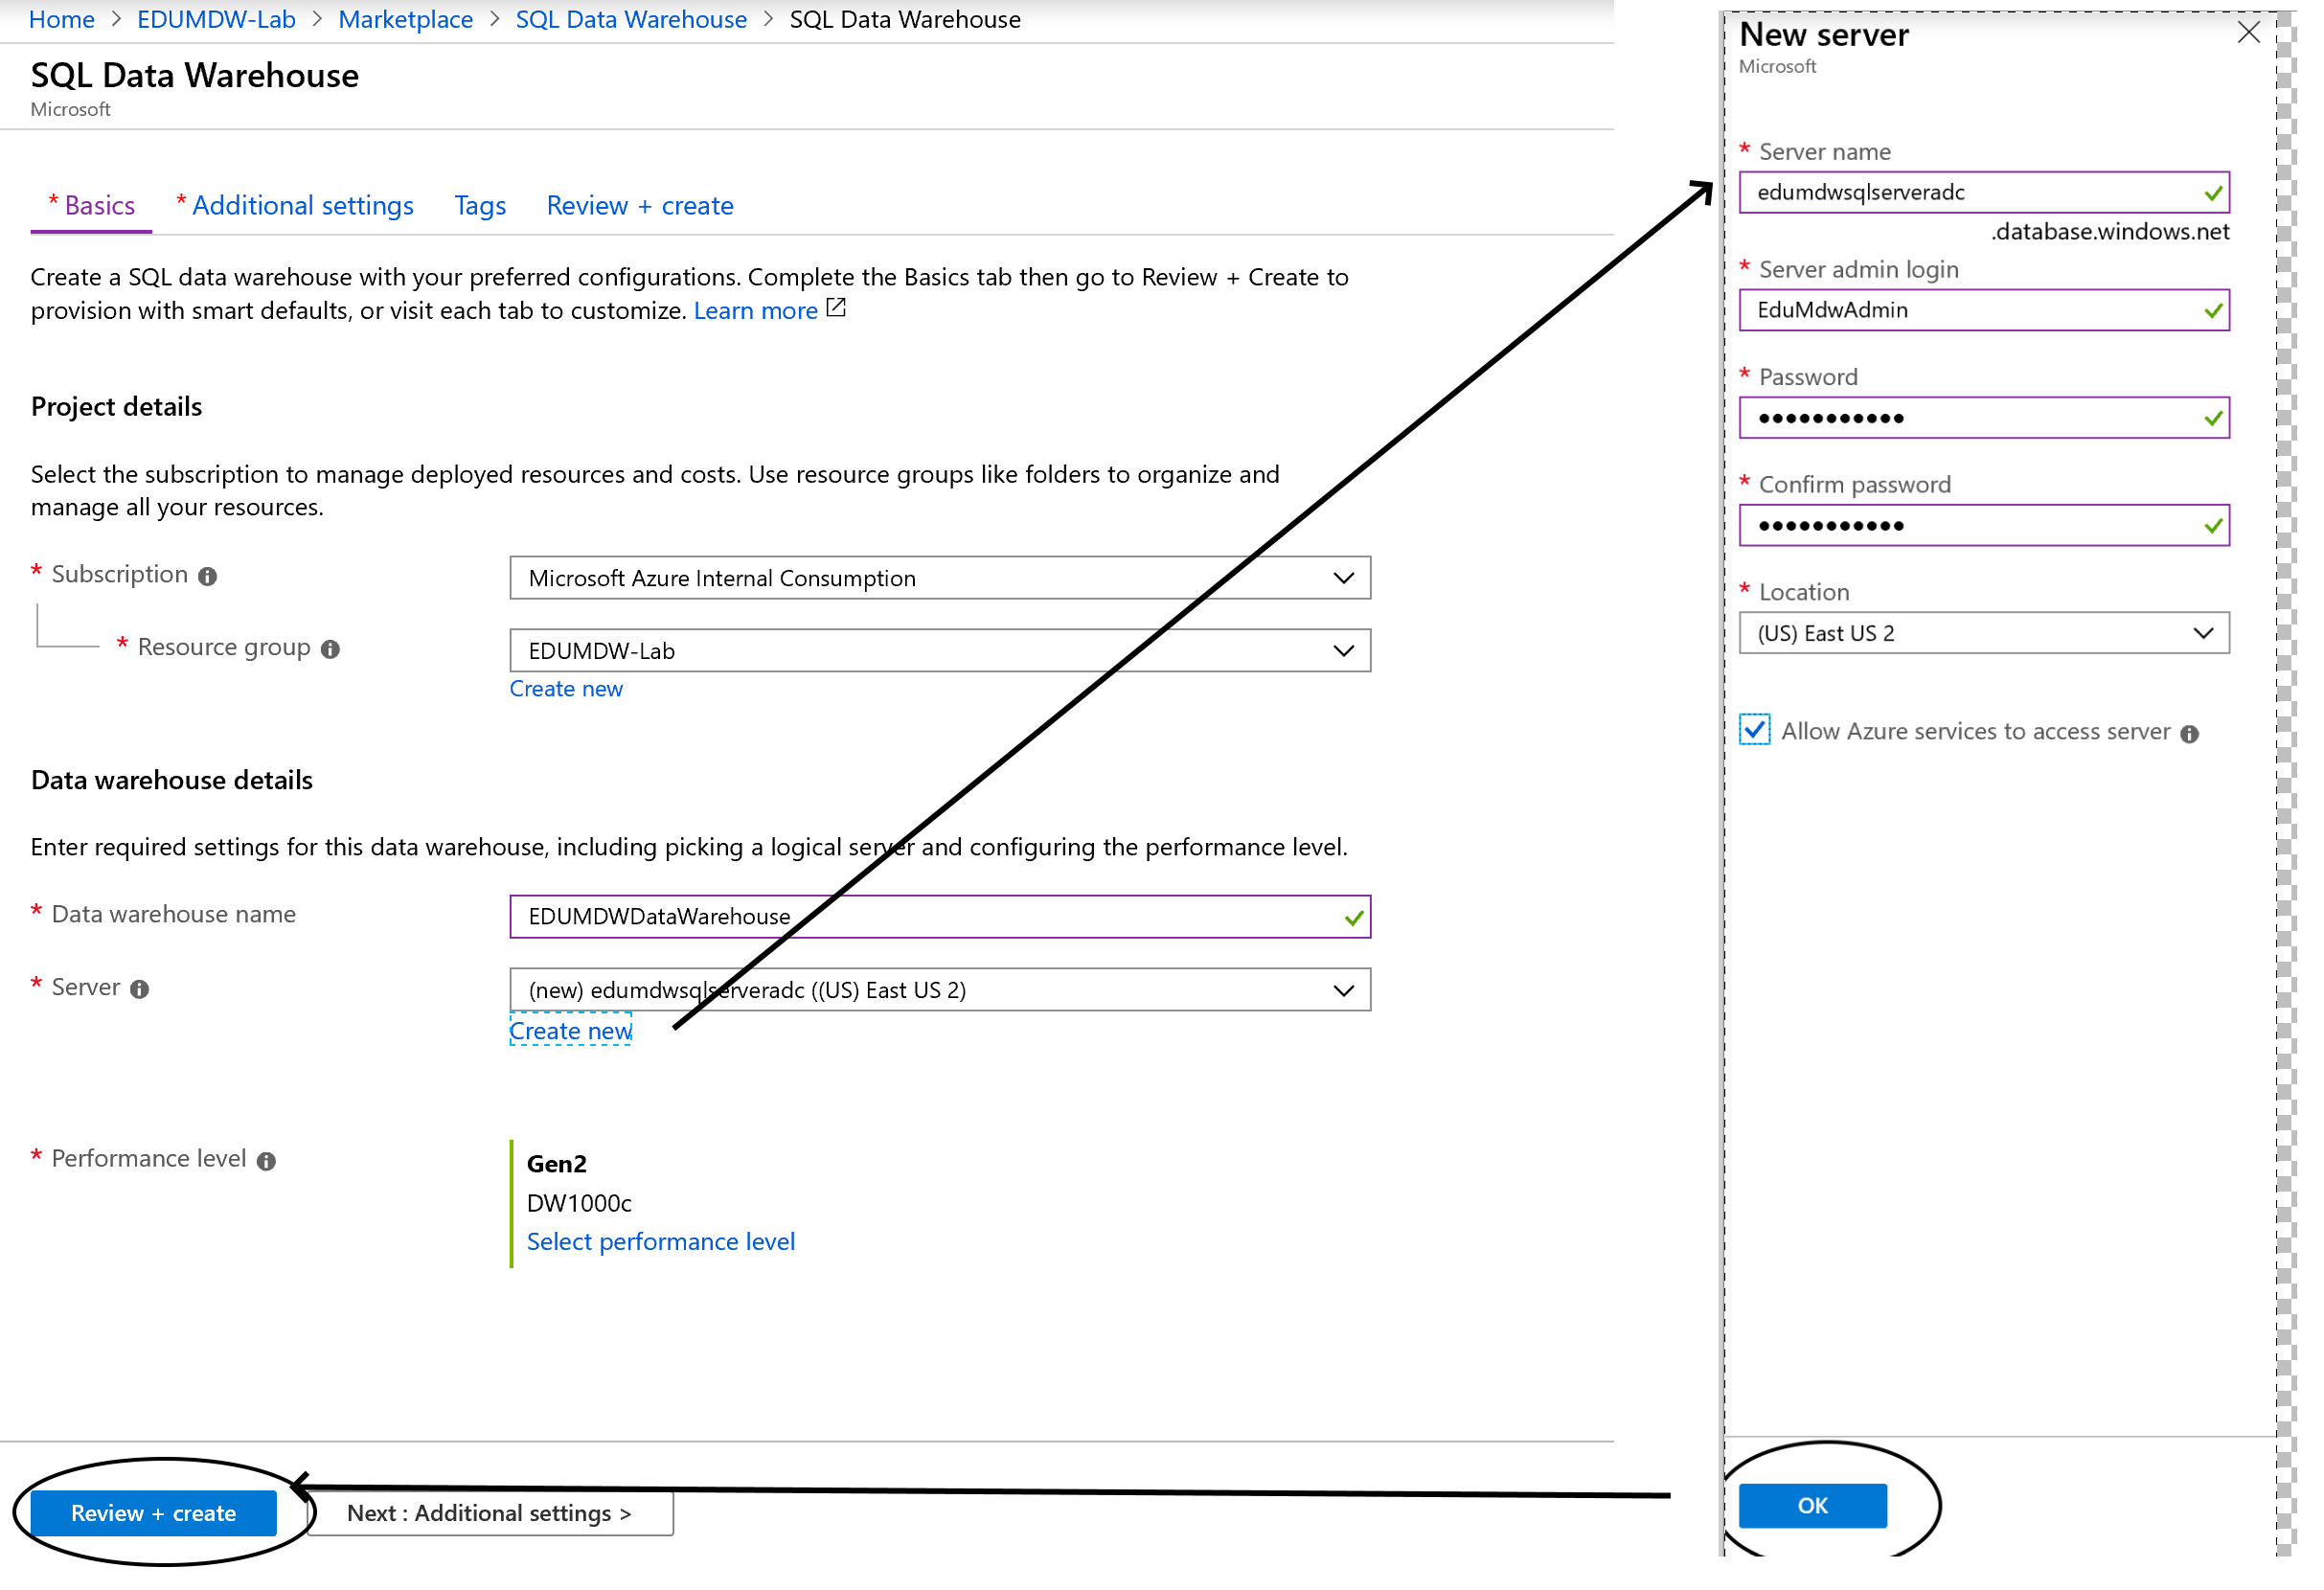 Home > EDUMDW-Lab > Marketplace > SQL Data Warehouse > SQL Data Warehouse
SQL Data Warehouse
Microsoft
* Basics * Additional settings Tags Review + create
Create a SQL data warehouse with your preferred configurations. Complete the Basics tab then go to Review + Create to
provision with smart defaults, or visit each tab to customize. Learn more
Project details
Select the subscription to manage deployed resources and costs. Use resource groups like folders to organize and
manage all your resources.
* Subscription
Microsoft Azure Internal Consumption
* Resource group
EDUMDW-Lab
Create new
Data warehouse details
Enter required settings for this data warehouse, including picking a logical server and configuring the performance level.
* Data warehouse name
EDUMDWDataWarehouse
* Server
(new) edumdwsqlserveradc ((US) East US 2)
Create new
* Performance level
Gen2
DW1000c
Select performance level
Review + create
Next : Additional settings >
New server
Microsoft
* Server name
edumdwsqlserveradc
.database.windows.net
* Server admin login
EduMdwAdmin
* Password
•••••••••••
* Confirm password
•••••••••••
* Location
(US) East US 2
Allow Azure services to access server
OK